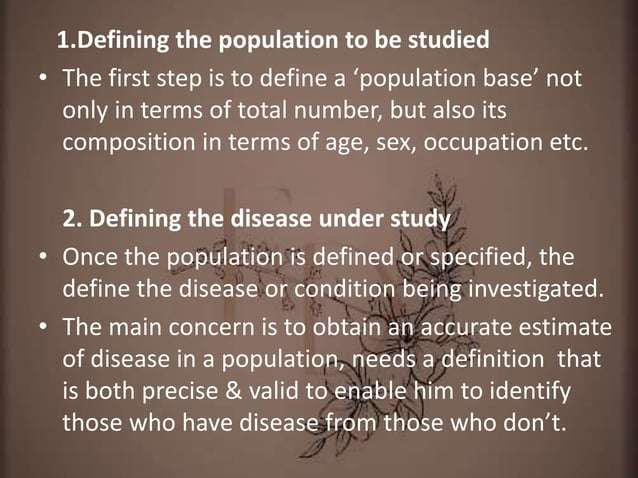 1.Defining the population to be studied
• The first step is to define a ‘population base’ not
only in terms of total number, but also its
composition in terms of age, sex, occupation etc.
2. Defining the disease under study
• Once the population is defined or specified, the
define the disease or condition being investigated.
• The main concern is to obtain an accurate estimate
of disease in a population, needs a definition  that
is both precise & valid to enable him to identify
those who have disease from those who don’t.